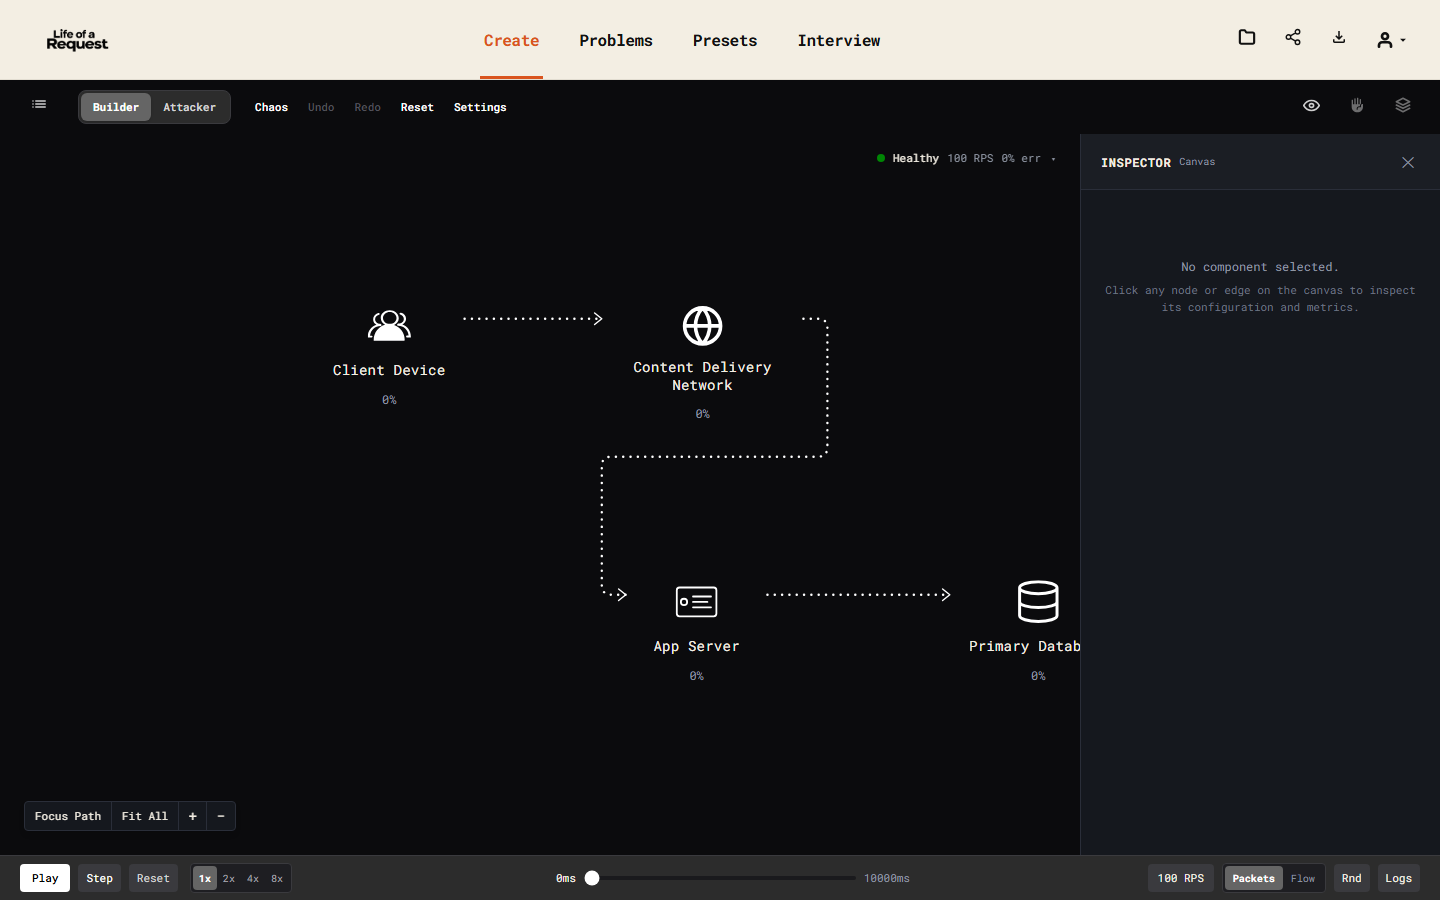 Life of a
Request
Create
Problems
Presets
Interview
Builder
Attacker
Chaos
Undo
Redo
Reset
Settings
Healthy 100 RPS 0% err
INSPECTOR Canvas
No component selected.
Click any node or edge on the canvas to inspect
its configuration and metrics.
Client Device
0%
Content Delivery
Network
0%
App Server
0%
Primary Datab
0%
Focus Path
Fit All
+
−
Play
Step
Reset
1x
2x
4x
8x
0ms
10000ms
100 RPS
Packets
Flow
Rnd
Logs